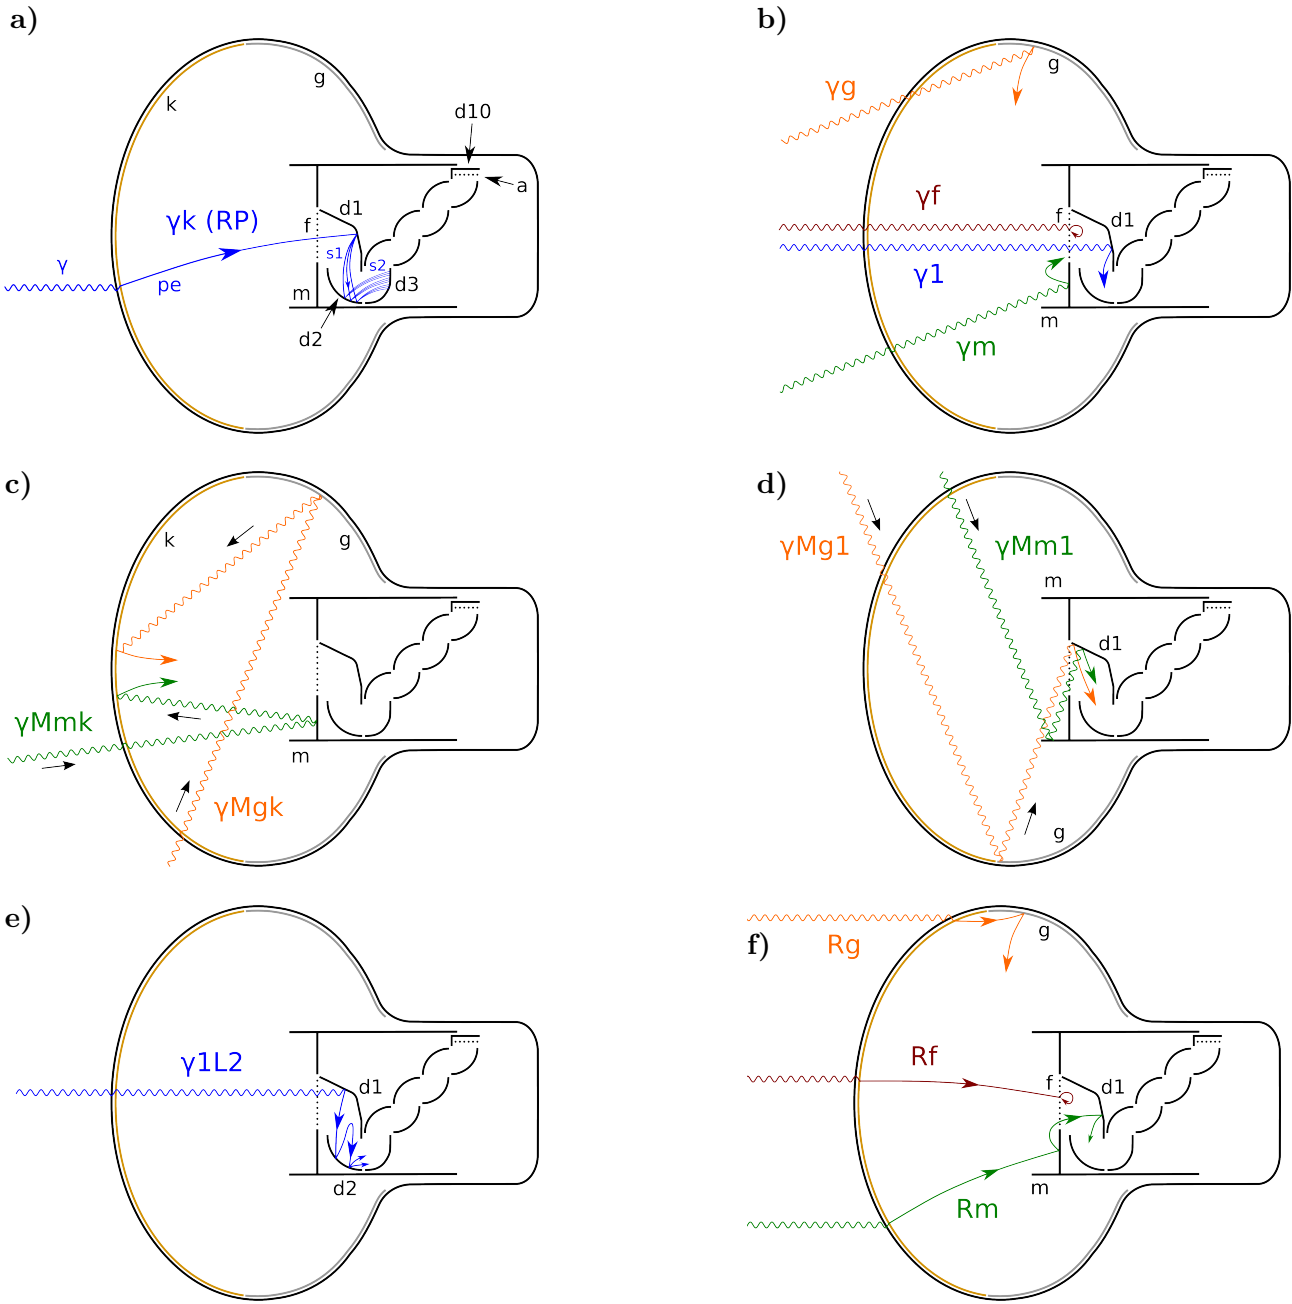 a)
g
k
d10
a
d1
f
γk (RP)
γ
pe
s1
s2
d3
m
d2
b)
γg
g
γf
f
d1
γ1
m
γm
c)
k
g
γMmk
m
γMgk
d)
γMg1
γMm1
m
d1
g
e)
γ1L2
d1
d2
f)
Rg
g
Rf
f
d1
m
Rm